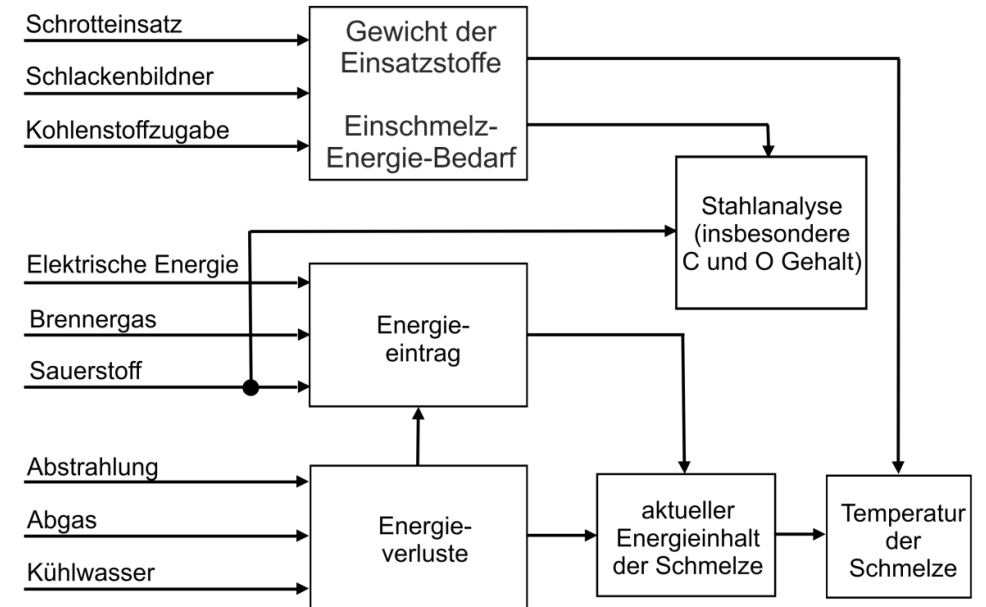 Schrotteinsatz
Schlackenbildner
Kohlenstoffzugabe
Gewicht der
Einsatzstoffe
Einschmelz-
Energie-Bedarf
Stahlanalyse
(insbesondere
C und O Gehalt)
Elektrische Energie
Brennergas
Sauerstoff
Energie-
eintrag
Abstrahlung
Abgas
Kühlwasser
Energie-
verluste
aktueller
Energieinhalt
der Schmelze
Temperatur
der
Schmelze